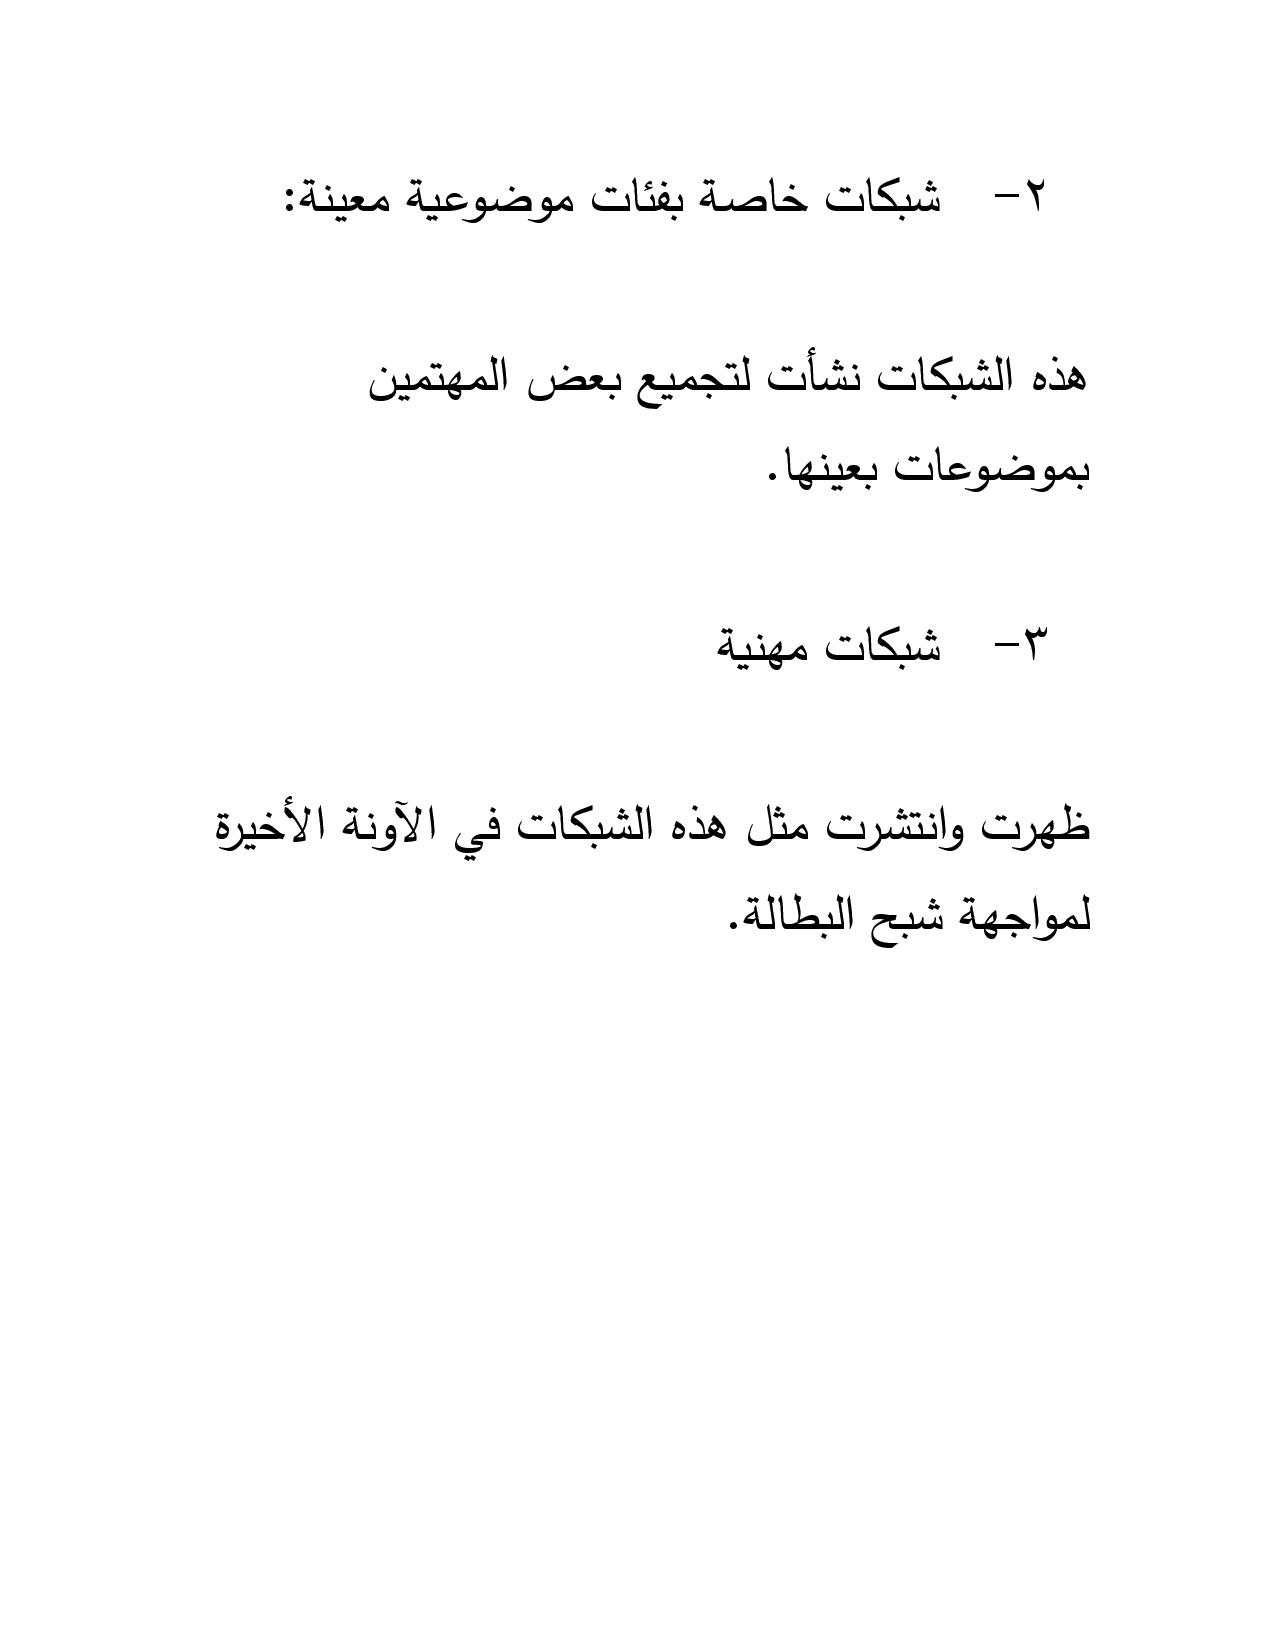 ٢- شبكات خاصة بفئات موضوعية معينة:
هذه الشبكات نشأت لتجميع بعض المهتمين
بموضوعات بعينها.
٣- شبكات مهنية
ظهرت وانتشرت مثل هذه الشبكات في الآونة الأخيرة
لمواجهة شبح البطالة.